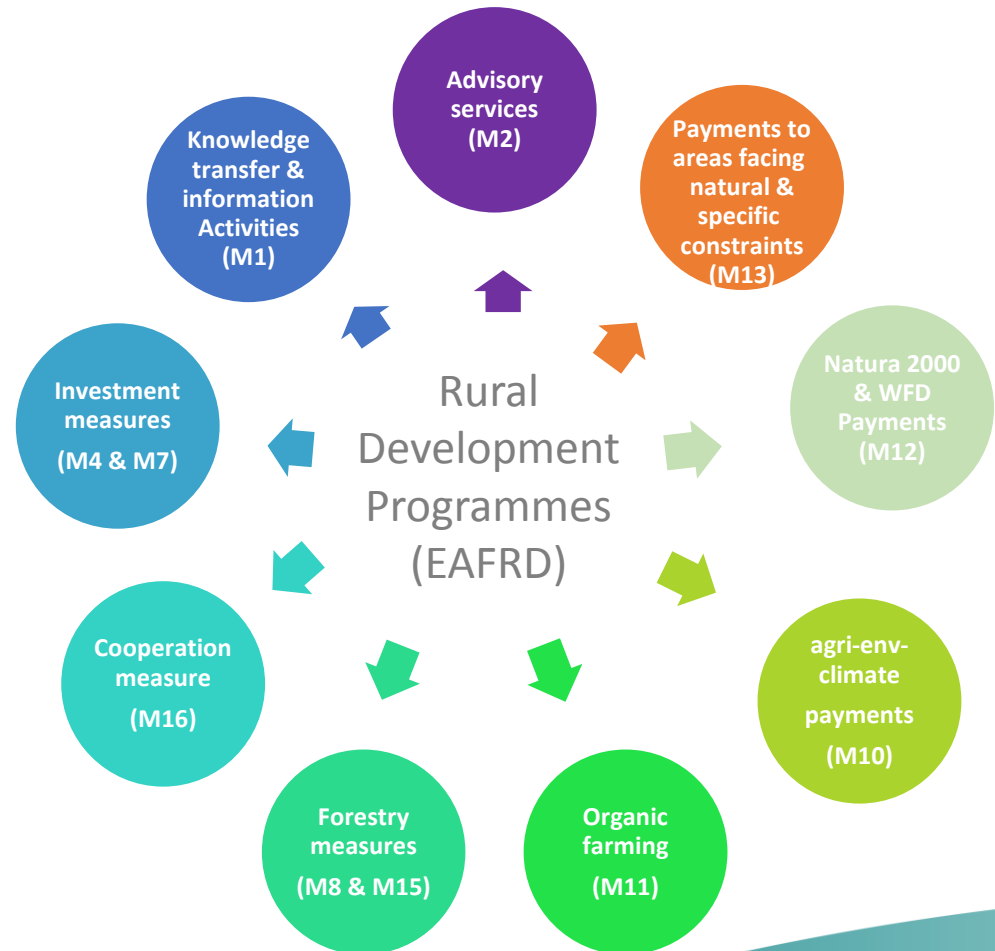 Advisory
services
(M2)
Payments to
areas facing
natural &
specific
constraints
(M13)
Natura 2000
& WFD
Payments
(M12)
agri-env-
climate
payments
(M10)
Organic
farming
(M11)
Forestry
measures
(M8 & M15)
Cooperation
measure
(M16)
Investment
measures
(M4 & M7)
Knowledge
transfer &
information
Activities
(M1)
Rural
Development
Programmes
(EAFRD)